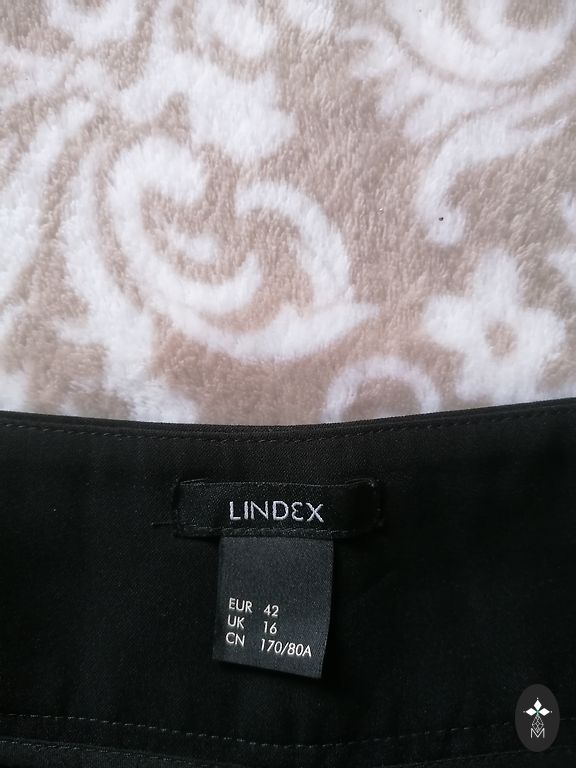 LINDEX
EUR 42
UK 16
CN 170/80A
M